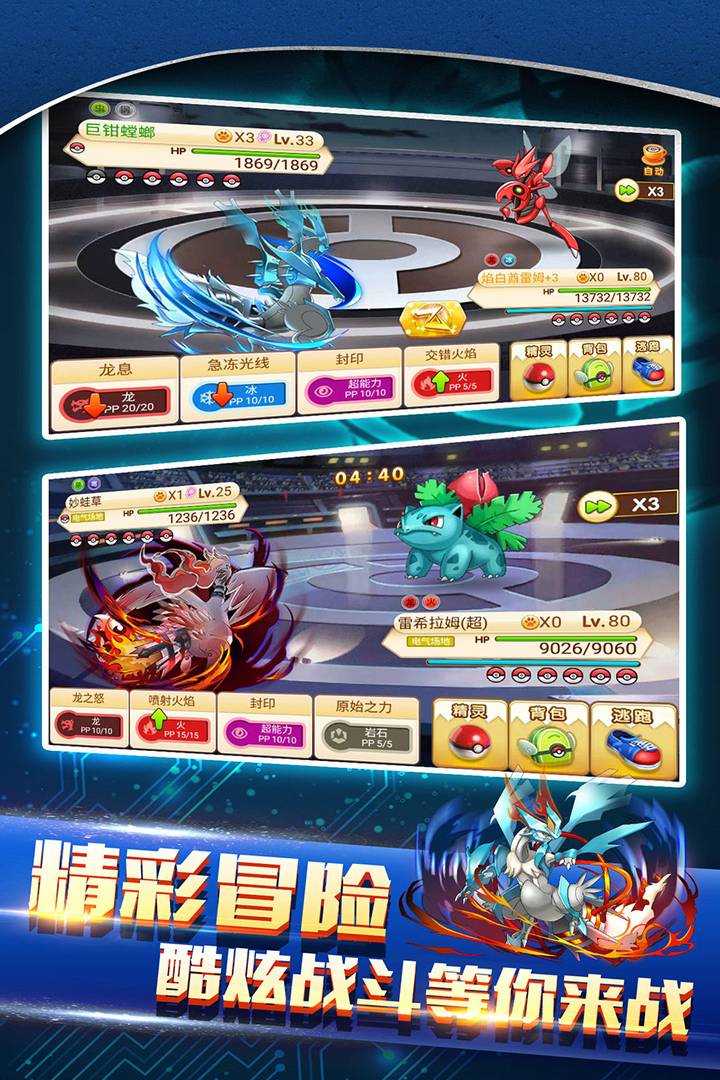 虫 钢
巨钳螳螂 X3 Lv.33
HP
1869/1869
自动
X3
龙 冰
焰白酋雷姆+3 X0 Lv.80
HP
13732/13732
龙息 急冻光线 封印 交错火焰
龙 PP 20/20
冰 PP 10/10
超能力 PP 10/10
火 PP 5/5
精灵 背包 逃跑
04:40
妙蛙草 X1 Lv.25
电气场地 HP
1236/1236
X3
龙 火
雷希拉姆(超) X0 Lv.80
电气场地 HP
9026/9060
龙之怒 喷射火焰 封印 原始之力
龙 PP 10/10
火 PP 15/15
超能力 PP 10/10
岩石 PP 5/5
精灵 背包 逃跑
精彩冒险
酷炫战斗等你来战